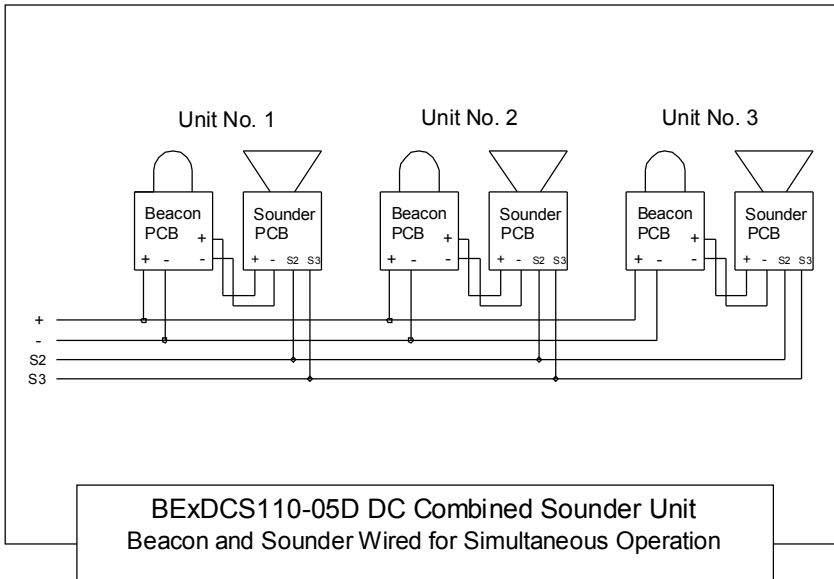 Unit No. 1 Unit No. 2 Unit No. 3
Beacon PCB + - + -
Sounder PCB + - S2 S3
Beacon PCB + - + -
Sounder PCB + - S2 S3
Beacon PCB + - + -
Sounder PCB + - S2 S3
+
-
S2
S3
BExDCS110-05D DC Combined Sounder Unit
Beacon and Sounder Wired for Simultaneous Operation